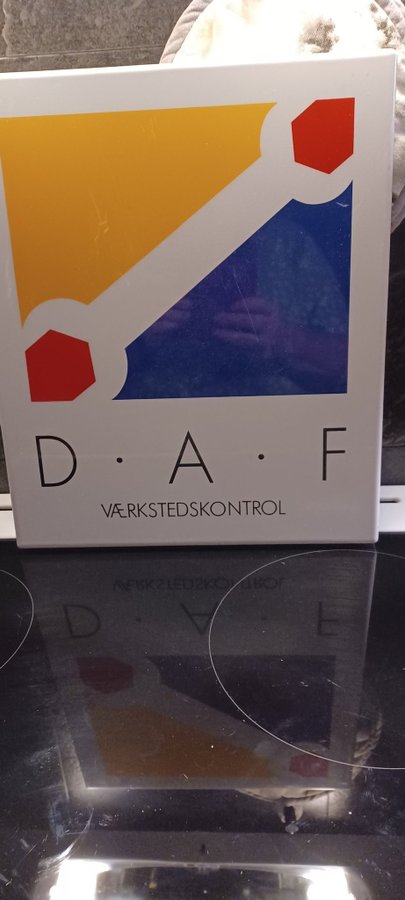 D · A · F
VÆRKSTEDSKONTROL